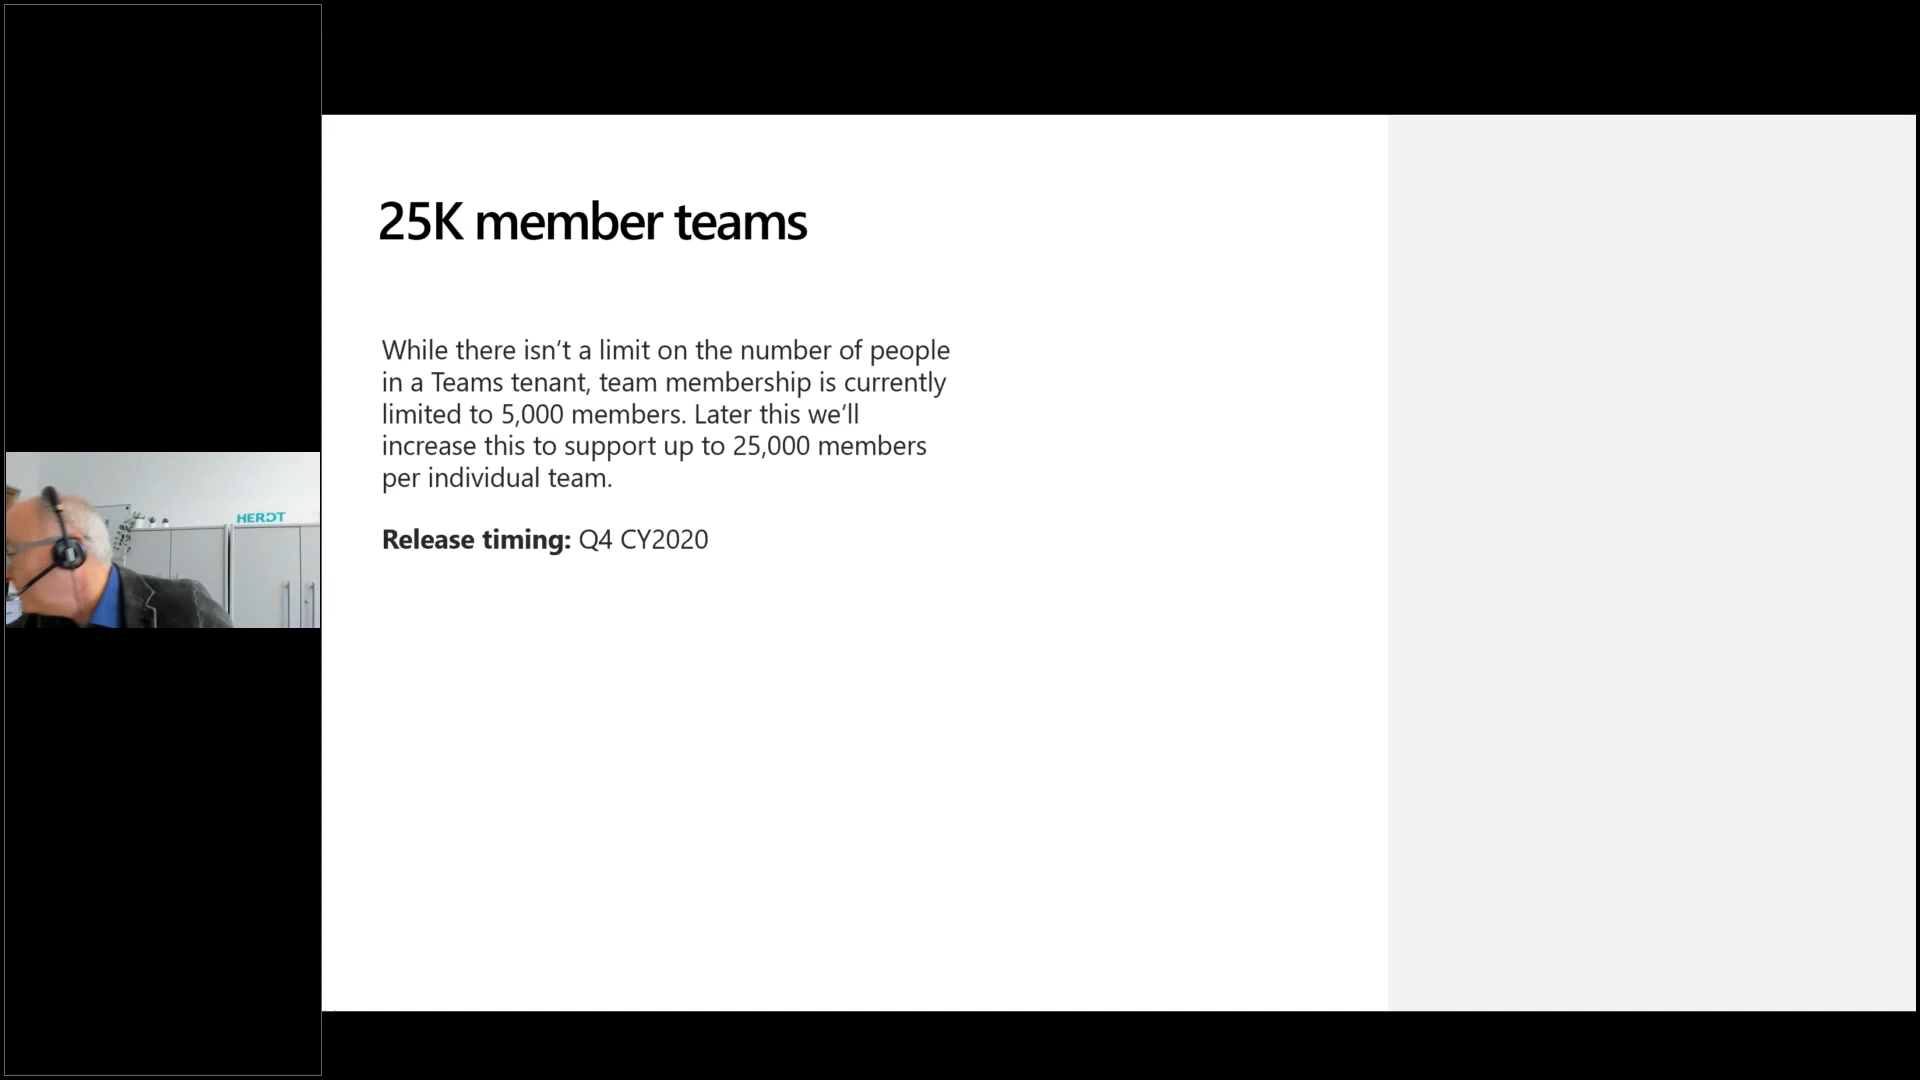 25K member teams
While there isn’t a limit on the number of people
in a Teams tenant, team membership is currently
limited to 5,000 members. Later this we’ll
increase this to support up to 25,000 members
per individual team.
Release timing: Q4 CY2020
HERDT